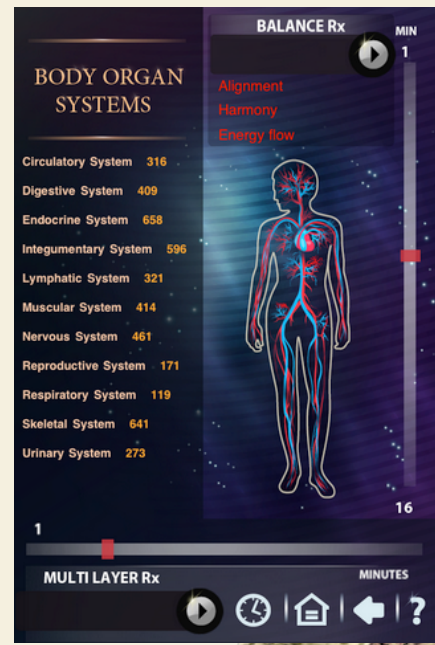 BALANCE Rx
MIN
1
BODY ORGAN
SYSTEMS
Alignment
Harmony
Energy flow
Circulatory System 316
Digestive System 409
Endocrine System 658
Integumentary System 596
Lymphatic System 321
Muscular System 414
Nervous System 461
Reproductive System 171
Respiratory System 119
Skeletal System 641
Urinary System 273
16
1
MULTI LAYER Rx
MINUTES
?